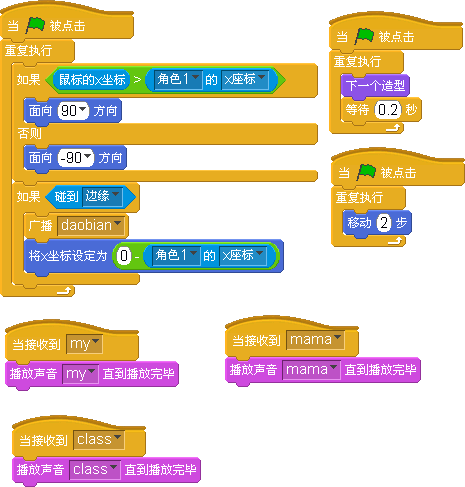 当 被点击
重复执行
如果 鼠标的x坐标 > 角色1 的 x座标
面向 90 方向
否则
面向 -90 方向
如果 碰到 边缘
广播 daobian
将x坐标设定为 0 - 角色1 的 x座标
当 被点击
重复执行
下一个造型
等待 0.2 秒
当 被点击
重复执行
移动 2 步
当接收到 my
播放声音 my 直到播放完毕
当接收到 mama
播放声音 mama 直到播放完毕
当接收到 class
播放声音 class 直到播放完毕